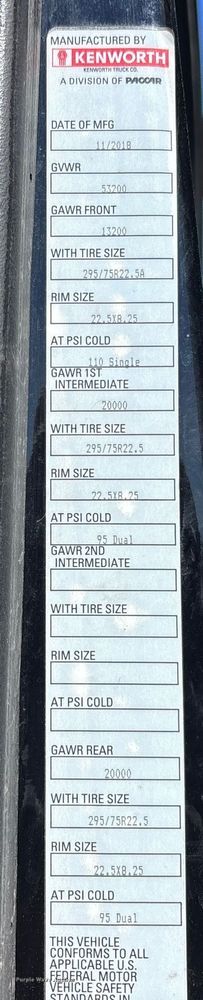 MANUFACTURED BY
KENWORTH
KENWORTH TRUCK CO.
A DIVISION OF PACCAR
DATE OF MFG
11/2018
GVWR
53200
GAWR FRONT
13200
WITH TIRE SIZE
295/75R22.5A
RIM SIZE
22.5X8.25
AT PSI COLD
110 Single
GAWR 1ST
INTERMEDIATE
20000
WITH TIRE SIZE
295/75R22.5
RIM SIZE
22.5X8.25
AT PSI COLD
95 Dual
GAWR 2ND
INTERMEDIATE
WITH TIRE SIZE
RIM SIZE
AT PSI COLD
GAWR REAR
20000
WITH TIRE SIZE
295/75R22.5
RIM SIZE
22.5X8.25
AT PSI COLD
95 Dual
THIS VEHICLE
CONFORMS TO ALL
APPLICABLE U.S.
FEDERAL MOTOR
VEHICLE SAFETY
STANDARDS IN